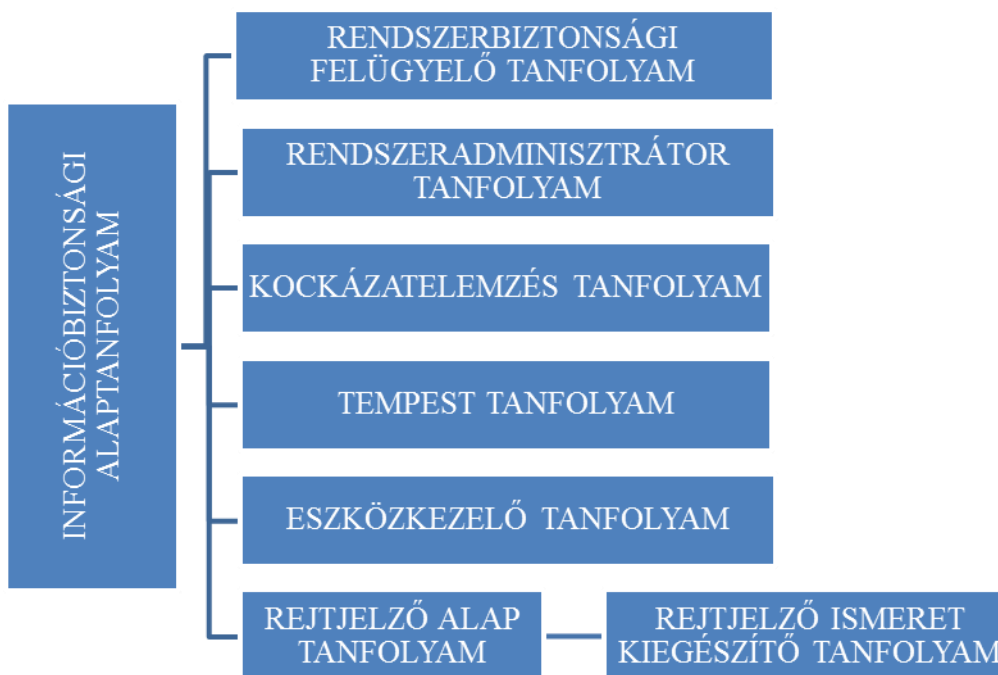 INFORMÁCIÓBIZTONSÁGI
ALAPTANFOLYAM
RENDSZERBIZTONSÁGI
FELÜGYELŐ TANFOLYAM
RENDSZERADMINISZTRÁTOR
TANFOLYAM
KOCKÁZATELEMZÉS TANFOLYAM
TEMPEST TANFOLYAM
ESZKÖZKEZELŐ TANFOLYAM
REJTJELZŐ ALAP
TANFOLYAM
REJTJELZŐ ISMERET
KIEGÉSZÍTŐ TANFOLYAM